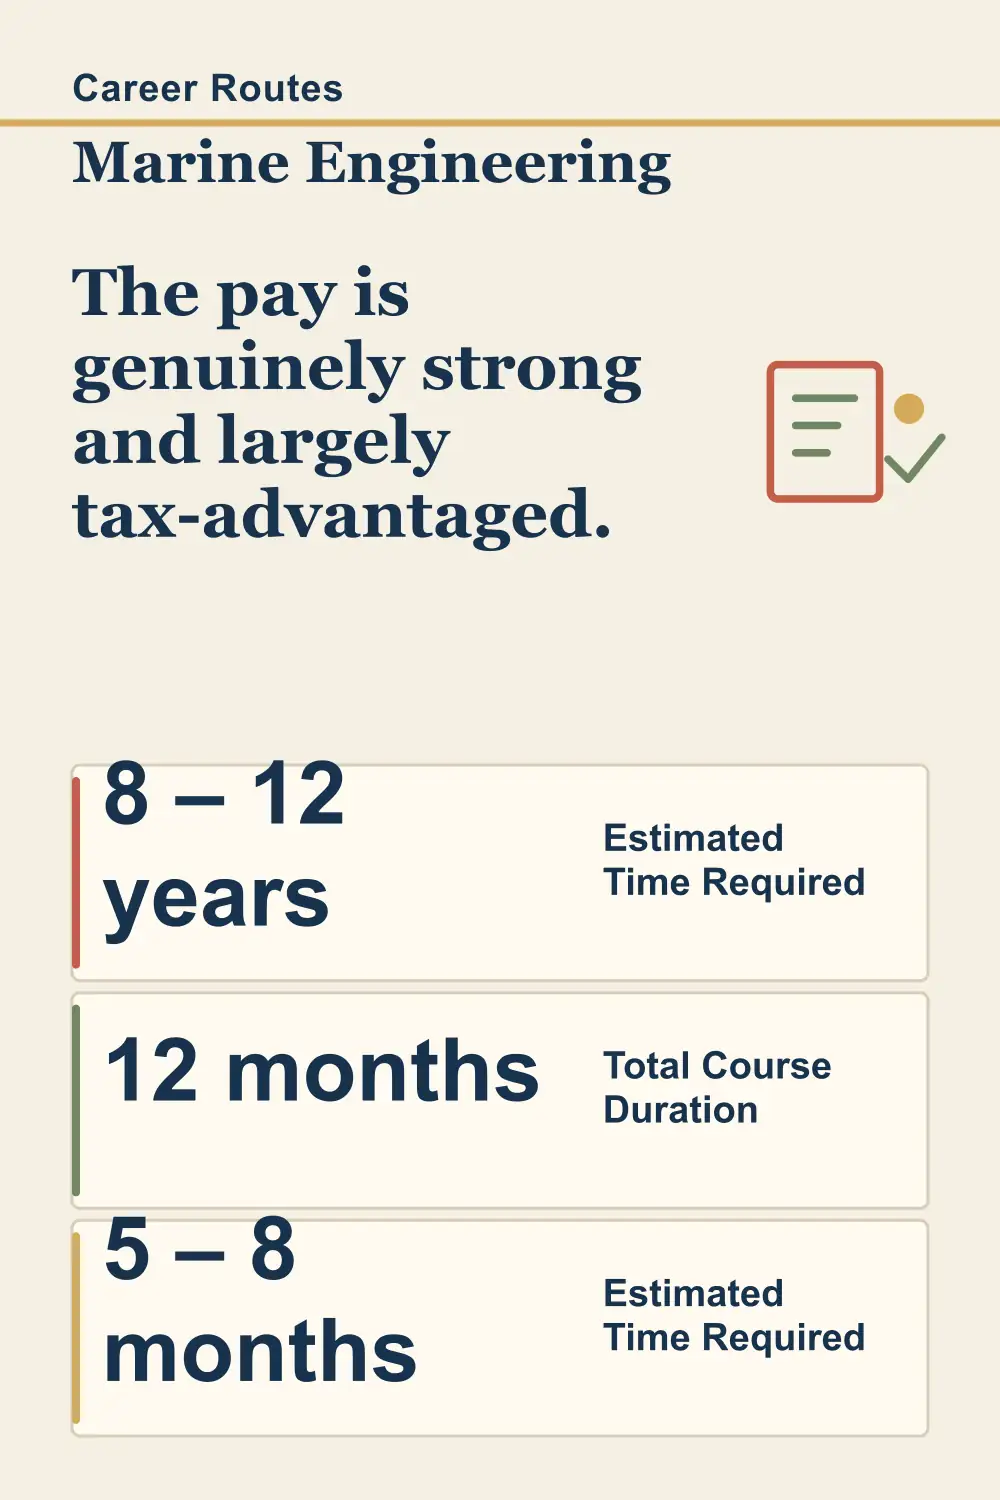 Career Routes
Marine Engineering
The pay is
genuinely strong
and largely
tax-advantaged.
8 – 12
years
Estimated
Time Required
12 months
Total Course
Duration
5 – 8
months
Estimated
Time Required